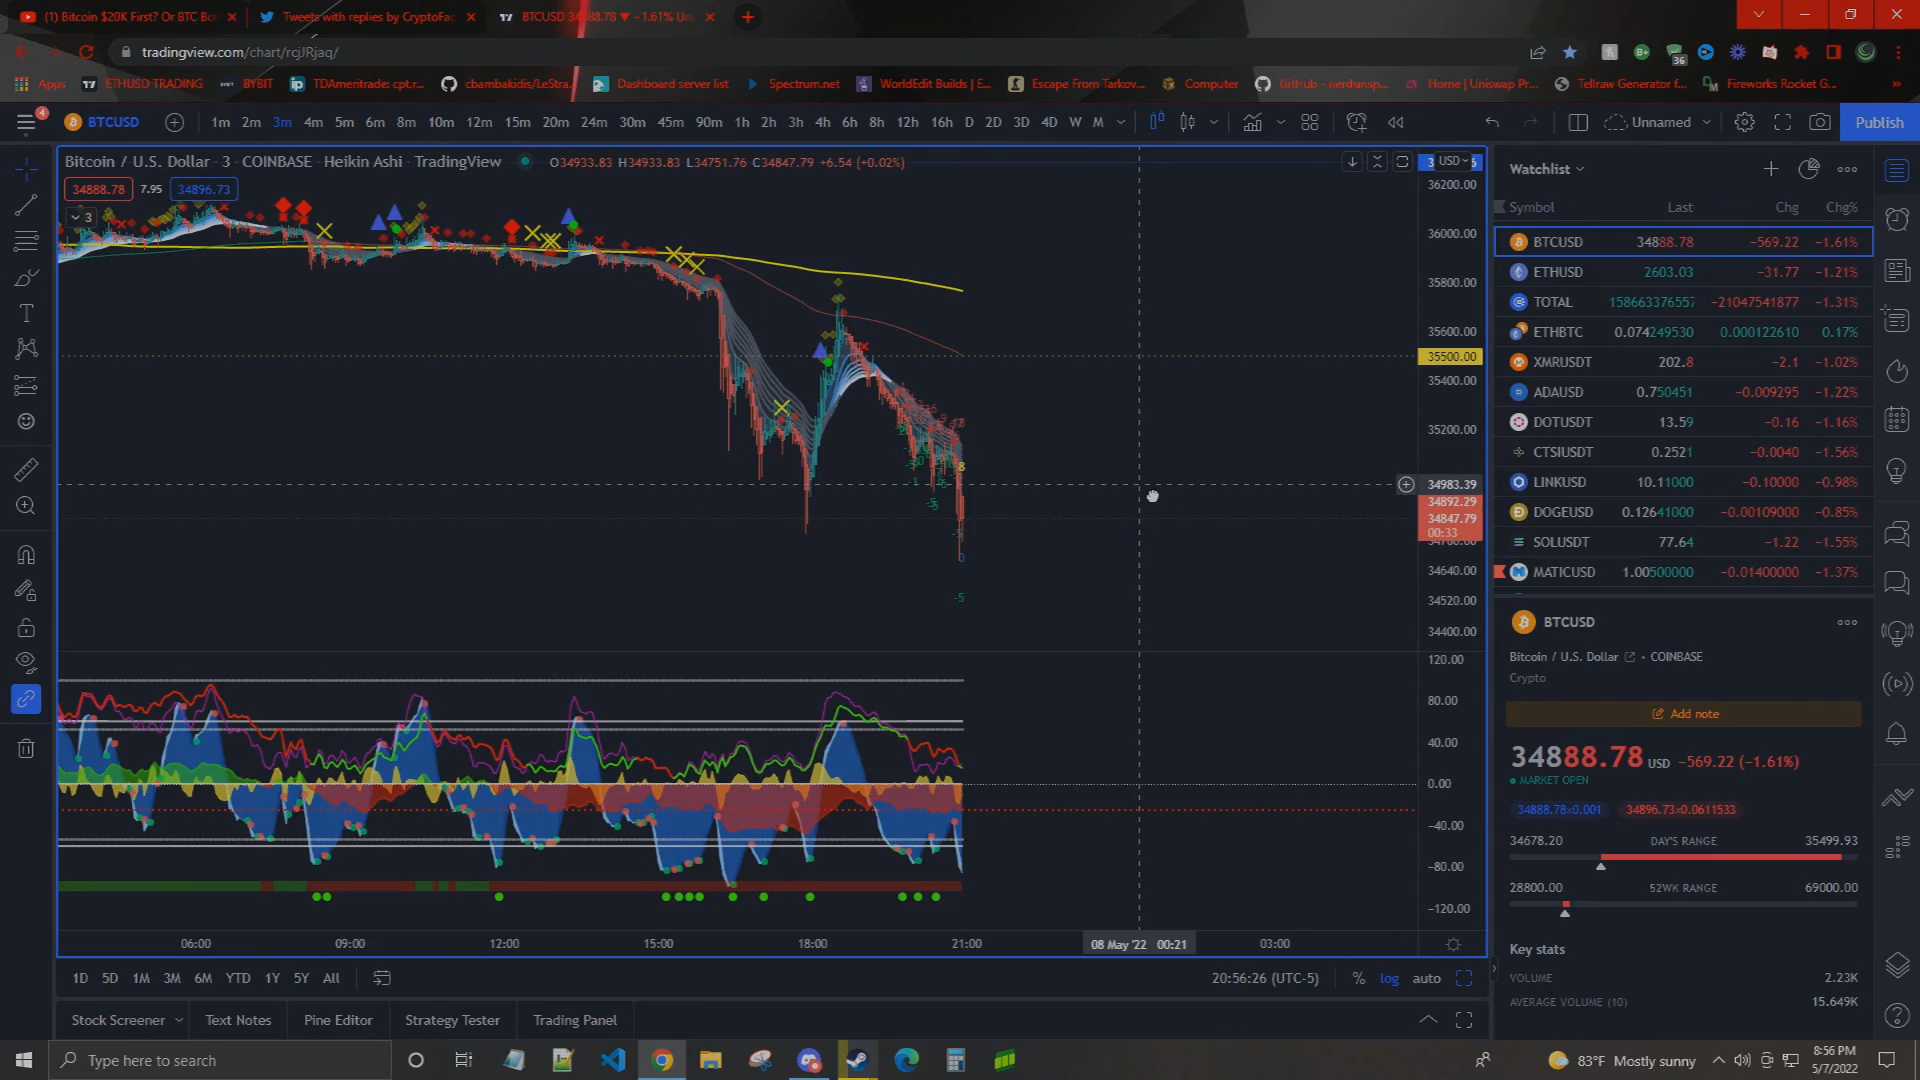 (1) Bitcoin $20K First? Or BTC Bo
Tweets with replies by CryptoFac
BTCUSD 34888.78 ▼ −1.61% Un
tradingview.com/chart/rcjJRjaq/
Apps
ETHUSD TRADING
BYBIT
TDAmeritrade: cpt.r...
cbambakidis/LeStra...
Dashboard server list
Spectrum.net
WorldEdit Builds | E...
Escape From Tarkov...
Computer
Home | Uniswap Pr...
Tellraw Generator f...
Fireworks Rocket G...
»
4
BTCUSD
1m 2m 3m 4m 5m 6m 8m 10m 12m 15m 20m 24m 30m 45m 90m 1h 2h 3h 4h 6h 8h 12h 16h D 2D 3D 4D W M
Unnamed
Publish
Bitcoin / U.S. Dollar · 3 · COINBASE · Heikin Ashi · TradingView
O34933.83 H34933.83 L34751.76 C34847.79 +6.54 (+0.02%)
34888.78 7.95 34896.73
3
USD
36200.00
36000.00
35800.00
35600.00
35500.00
35400.00
35200.00
34983.39
34892.29
34847.79
00:33
34640.00
34520.00
34400.00
120.00
80.00
40.00
0.00
−40.00
−80.00
−120.00
8
0
-5
06:00 09:00 12:00 15:00 18:00 21:00 08 May '22 00:21 03:00
1D 5D 1M 3M 6M YTD 1Y 5Y All
20:56:26 (UTC-5) % log auto
Stock Screener Text Notes Pine Editor Strategy Tester Trading Panel
Watchlist
Symbol Last Chg Chg%
BTCUSD 34888.78 −569.22 −1.61%
ETHUSD 2603.03 −31.77 −1.21%
TOTAL 158663376557 −21047541877 −1.31%
ETHBTC 0.074249530 0.000122610 0.17%
XMRUSDT 202.8 −2.1 −1.02%
ADAUSD 0.750451 −0.009295 −1.22%
DOTUSDT 13.59 −0.16 −1.16%
CTSIUSDT 0.2521 −0.0040 −1.56%
LINKUSD 10.11000 −0.10000 −0.98%
DOGEUSD 0.12641000 −0.00109000 −0.85%
SOLUSDT 77.64 −1.22 −1.55%
MATICUSD 1.00500000 −0.01400000 −1.37%
BTCUSD
Bitcoin / U.S. Dollar • COINBASE
Crypto
Add note
34888.78 USD −569.22 (−1.61%)
MARKET OPEN
34888.78×0.001 34896.73×0.0611533
34678.20 DAY'S RANGE 35499.93
28800.00 52WK RANGE 69000.00
Key stats
VOLUME 2.23K
AVERAGE VOLUME (10) 15.649K
36
Type here to search
83°F Mostly sunny
8:56 PM
5/7/2022